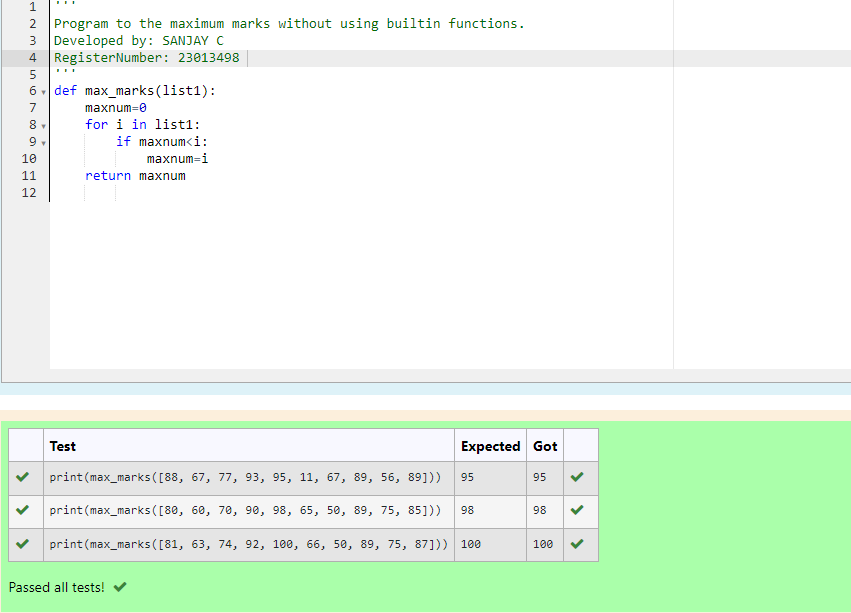 1 '''
2 Program to the maximum marks without using builtin functions.
3 Developed by: SANJAY C
4 RegisterNumber: 23013498
5 '''
6 def max_marks(list1):
7     maxnum=0
8     for i in list1:
9         if maxnum<i:
10             maxnum=i
11     return maxnum
12
Test Expected Got
print(max_marks([88, 67, 77, 93, 95, 11, 67, 89, 56, 89])) 95 95
print(max_marks([80, 60, 70, 90, 98, 65, 50, 89, 75, 85])) 98 98
print(max_marks([81, 63, 74, 92, 100, 66, 50, 89, 75, 87])) 100 100
Passed all tests!